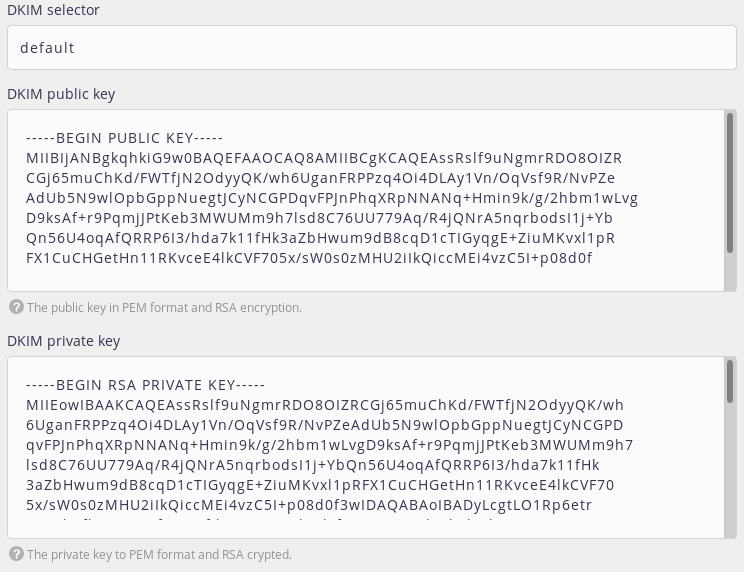 DKIM selector
default
DKIM public key
-----BEGIN PUBLIC KEY-----
MIIBIjANBgkqhkiG9w0BAQEFAAOCAQ8AMIIBCgKCAQEAssRslf9uNgmrRDO8OIZR
CGj65muChKd/FWTfjN2OdyyQK/wh6UganFRPPzq4Oi4DLAy1Vn/OqVsf9R/NvPZe
AdUb5N9wlOpbGppNuegtJCyNCGPDqvFPJnPhqXRpNNANq+Hmin9k/g/2hbm1wLvg
D9ksAf+r9PqmjJPtKeb3MWUMm9h7lsd8C76UU779Aq/R4jQNrA5nqrbodsI1j+Yb
Qn56U4oqAfQRRP6I3/hda7k11fHk3aZbHwum9dB8cqD1cTIGyqgE+ZiuMKvxl1pR
FX1CuCHGetHn11RKvceE4lkCVF705x/sW0s0zMHU2iIkQiccMEi4vzC5I+p08d0f
The public key in PEM format and RSA encryption.
DKIM private key
-----BEGIN RSA PRIVATE KEY-----
MIIEowIBAAKCAQEAssRslf9uNgmrRDO8OIZRCGj65muChKd/FWTfjN2OdyyQK/wh
6UganFRPPzq4Oi4DLAy1Vn/OqVsf9R/NvPZeAdUb5N9wlOpbGppNuegtJCyNCGPD
qvFPJnPhqXRpNNANq+Hmin9k/g/2hbm1wLvgD9ksAf+r9PqmjJPtKeb3MWUMm9h7
lsd8C76UU779Aq/R4jQNrA5nqrbodsI1j+YbQn56U4oqAfQRRP6I3/hda7k11fHk
3aZbHwum9dB8cqD1cTIGyqgE+ZiuMKvxl1pRFX1CuCHGetHn11RKvceE4lkCVF70
5x/sW0s0zMHU2iIkQiccMEi4vzC5I+p08d0f3wIDAQABAoIBADyLcgtLO1Rp6etr
The private key to PEM format and RSA crypted.